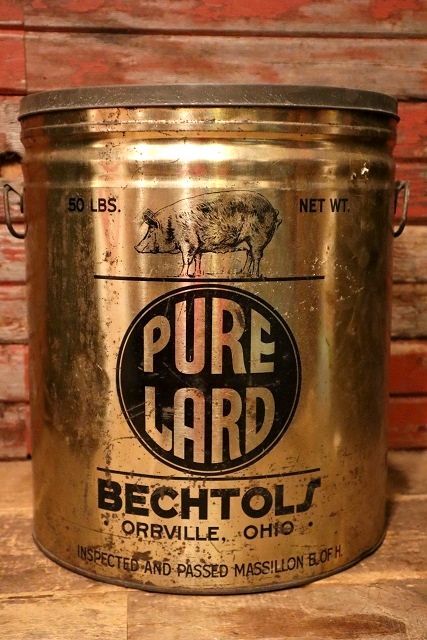 50 LBS. NET WT.
PURE
LARD
BECHTOLS
• ORRVILLE, OHIO •
INSPECTED AND PASSED MASSILLON B. OF H.